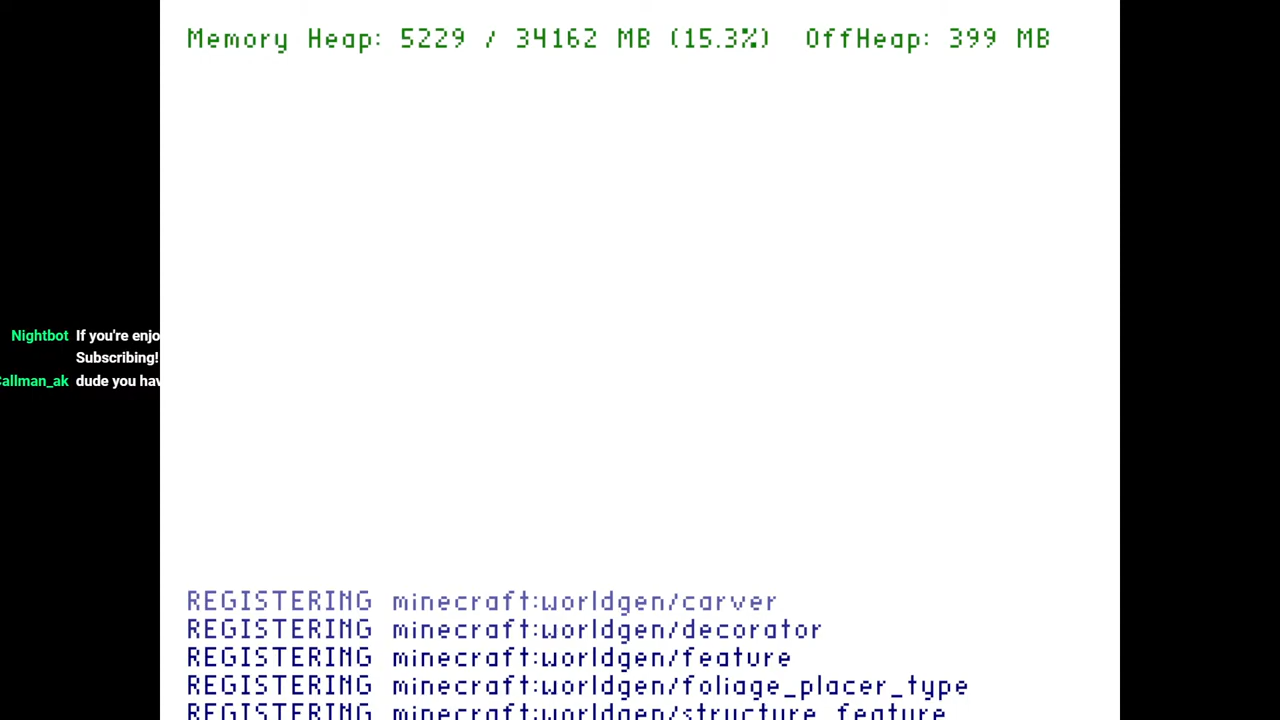 Memory Heap: 5229 / 34162 MB (15.3%) OffHeap: 399 MB
Nightbot If you're enjo
Subscribing!
Callman_ak dude you hav
REGISTERING minecraft:worldgen/carver
REGISTERING minecraft:worldgen/decorator
REGISTERING minecraft:worldgen/feature
REGISTERING minecraft:worldgen/foliage_placer_type
REGISTERING minecraft:worldgen/structure_feature